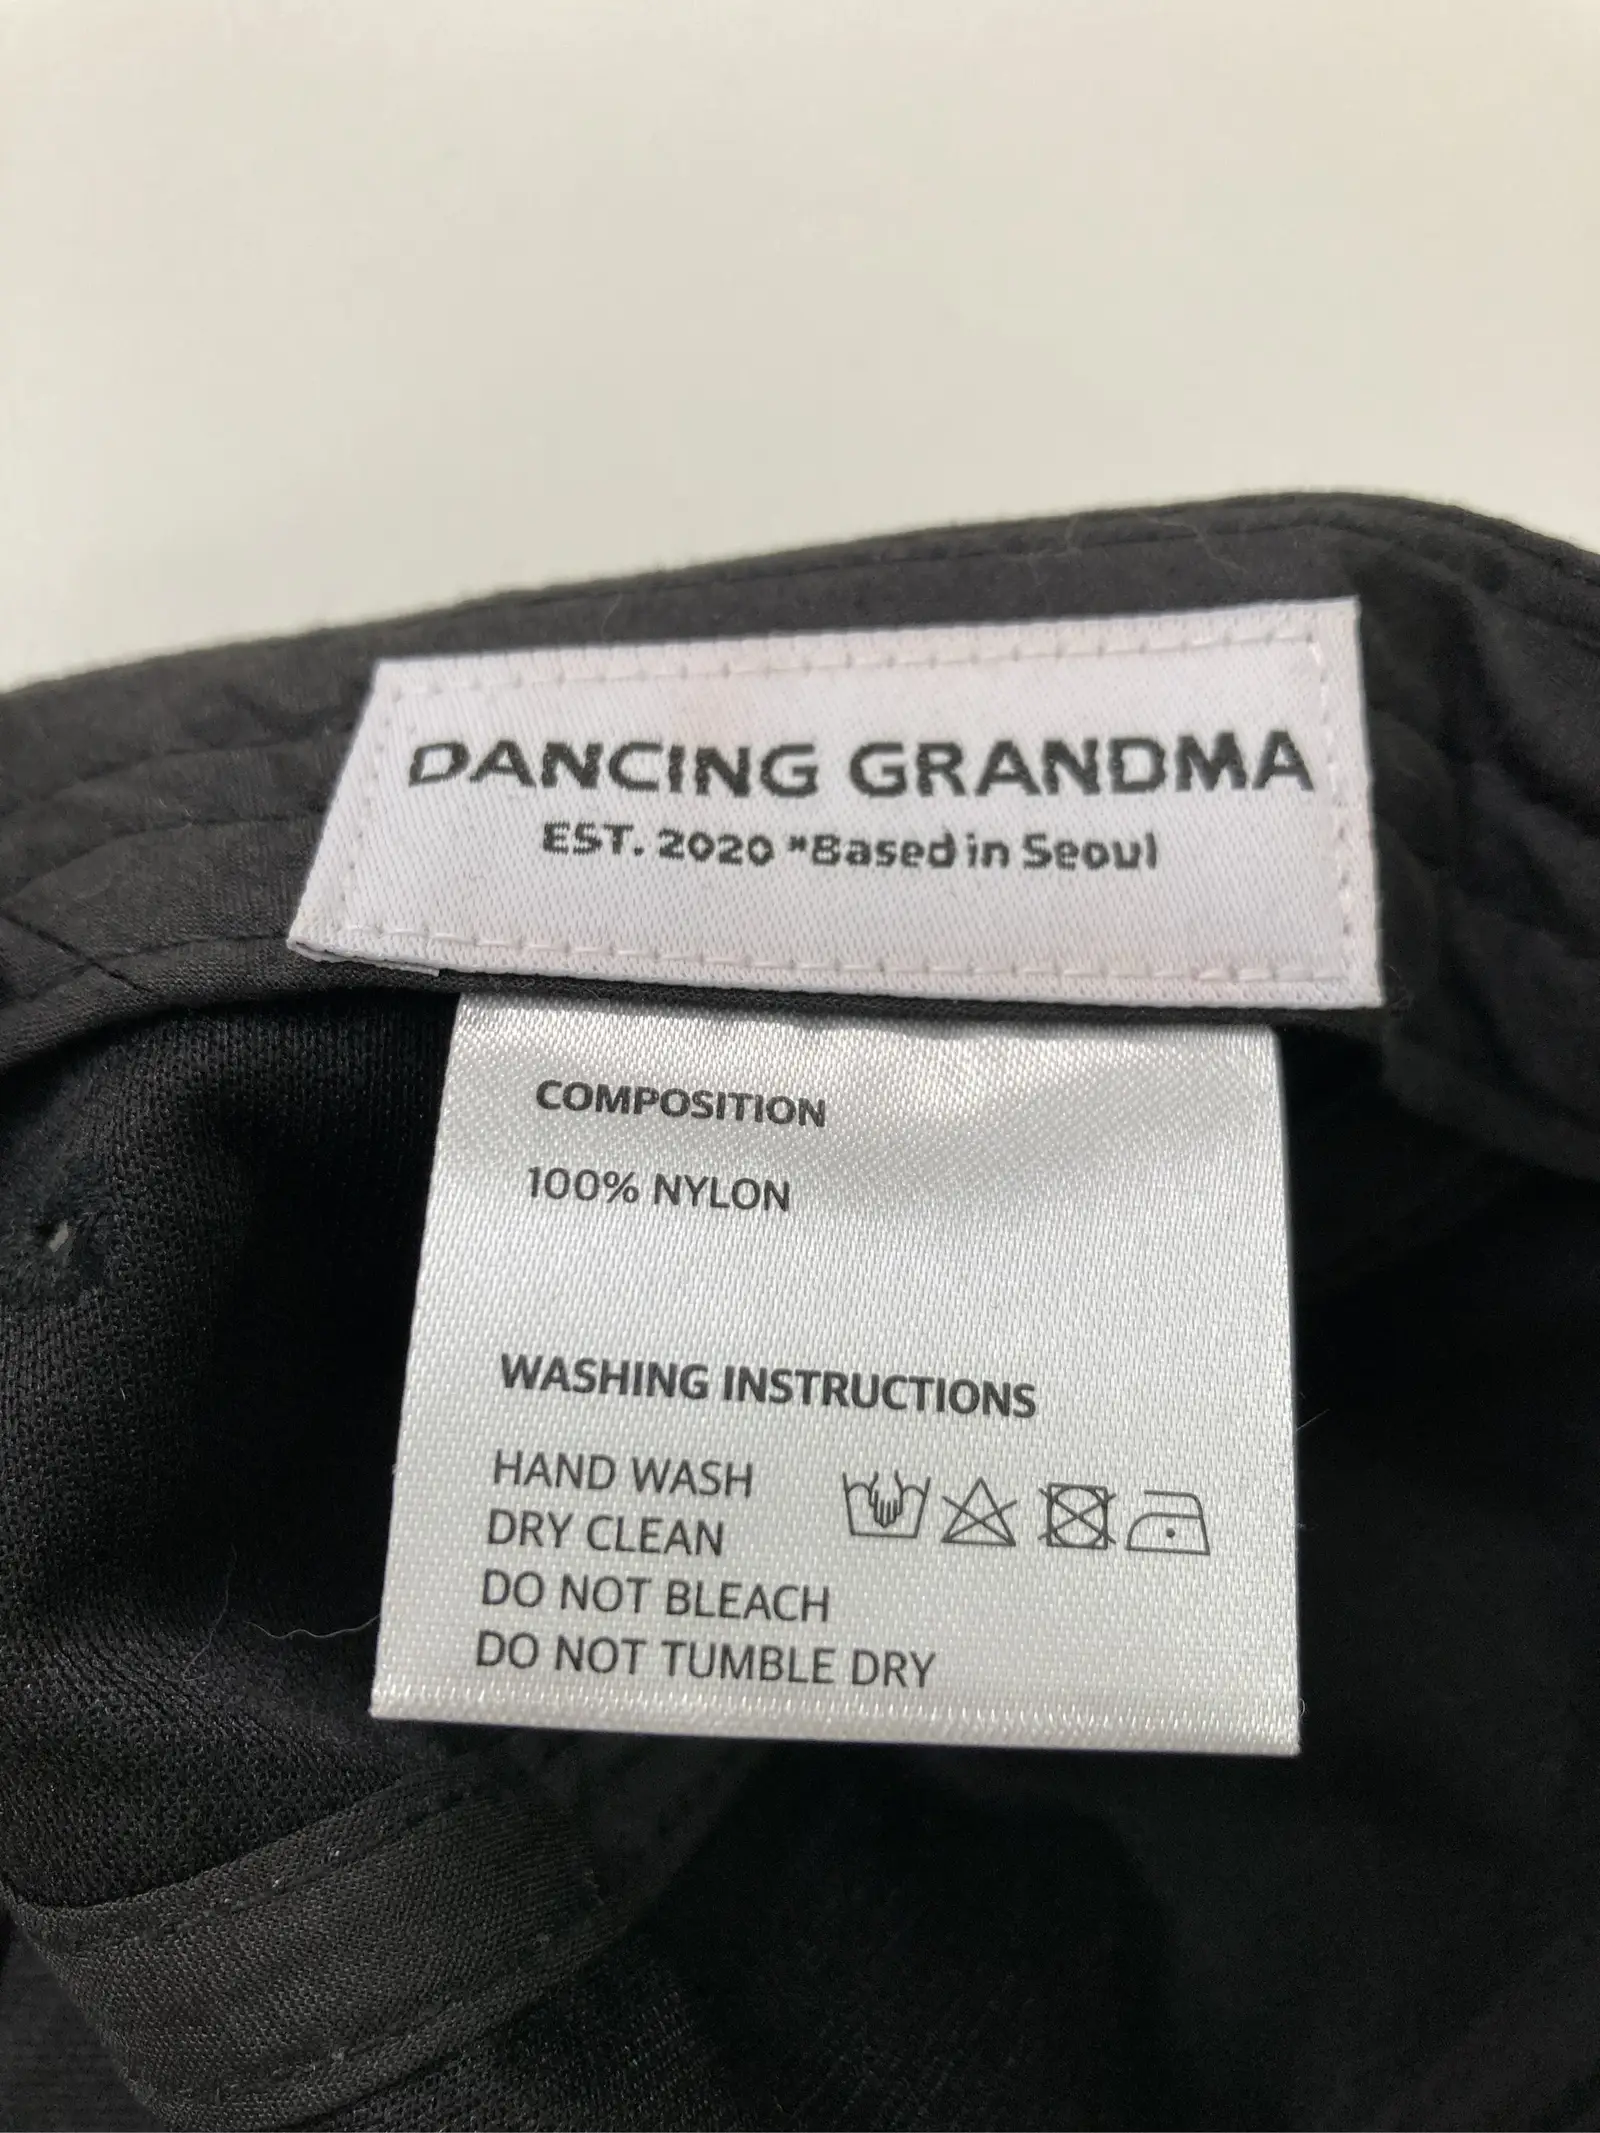 DANCING GRANDMA
EST. 2020 *Based in Seoul
COMPOSITION
100% NYLON
WASHING INSTRUCTIONS
HAND WASH
DRY CLEAN
DO NOT BLEACH
DO NOT TUMBLE DRY